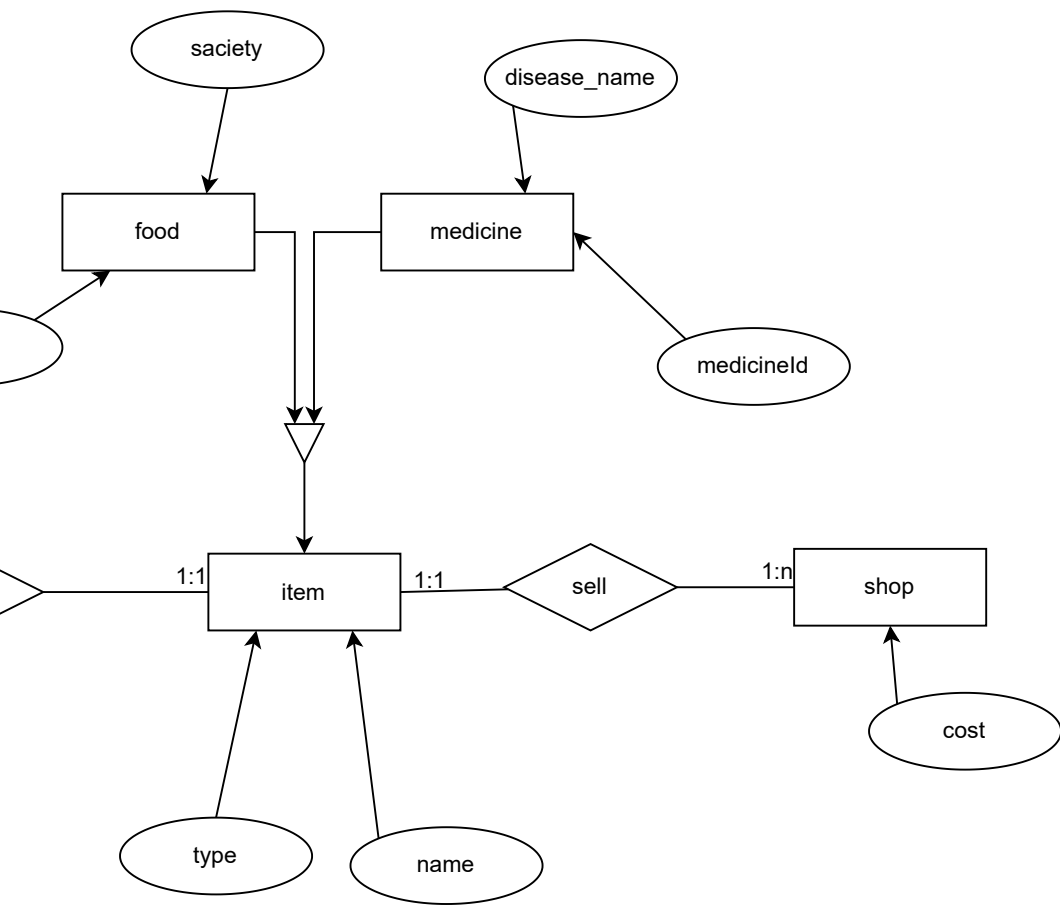 saciety
disease_name
food
medicine
medicineId
1:1
item
1:1
sell
1:n
shop
cost
type
name